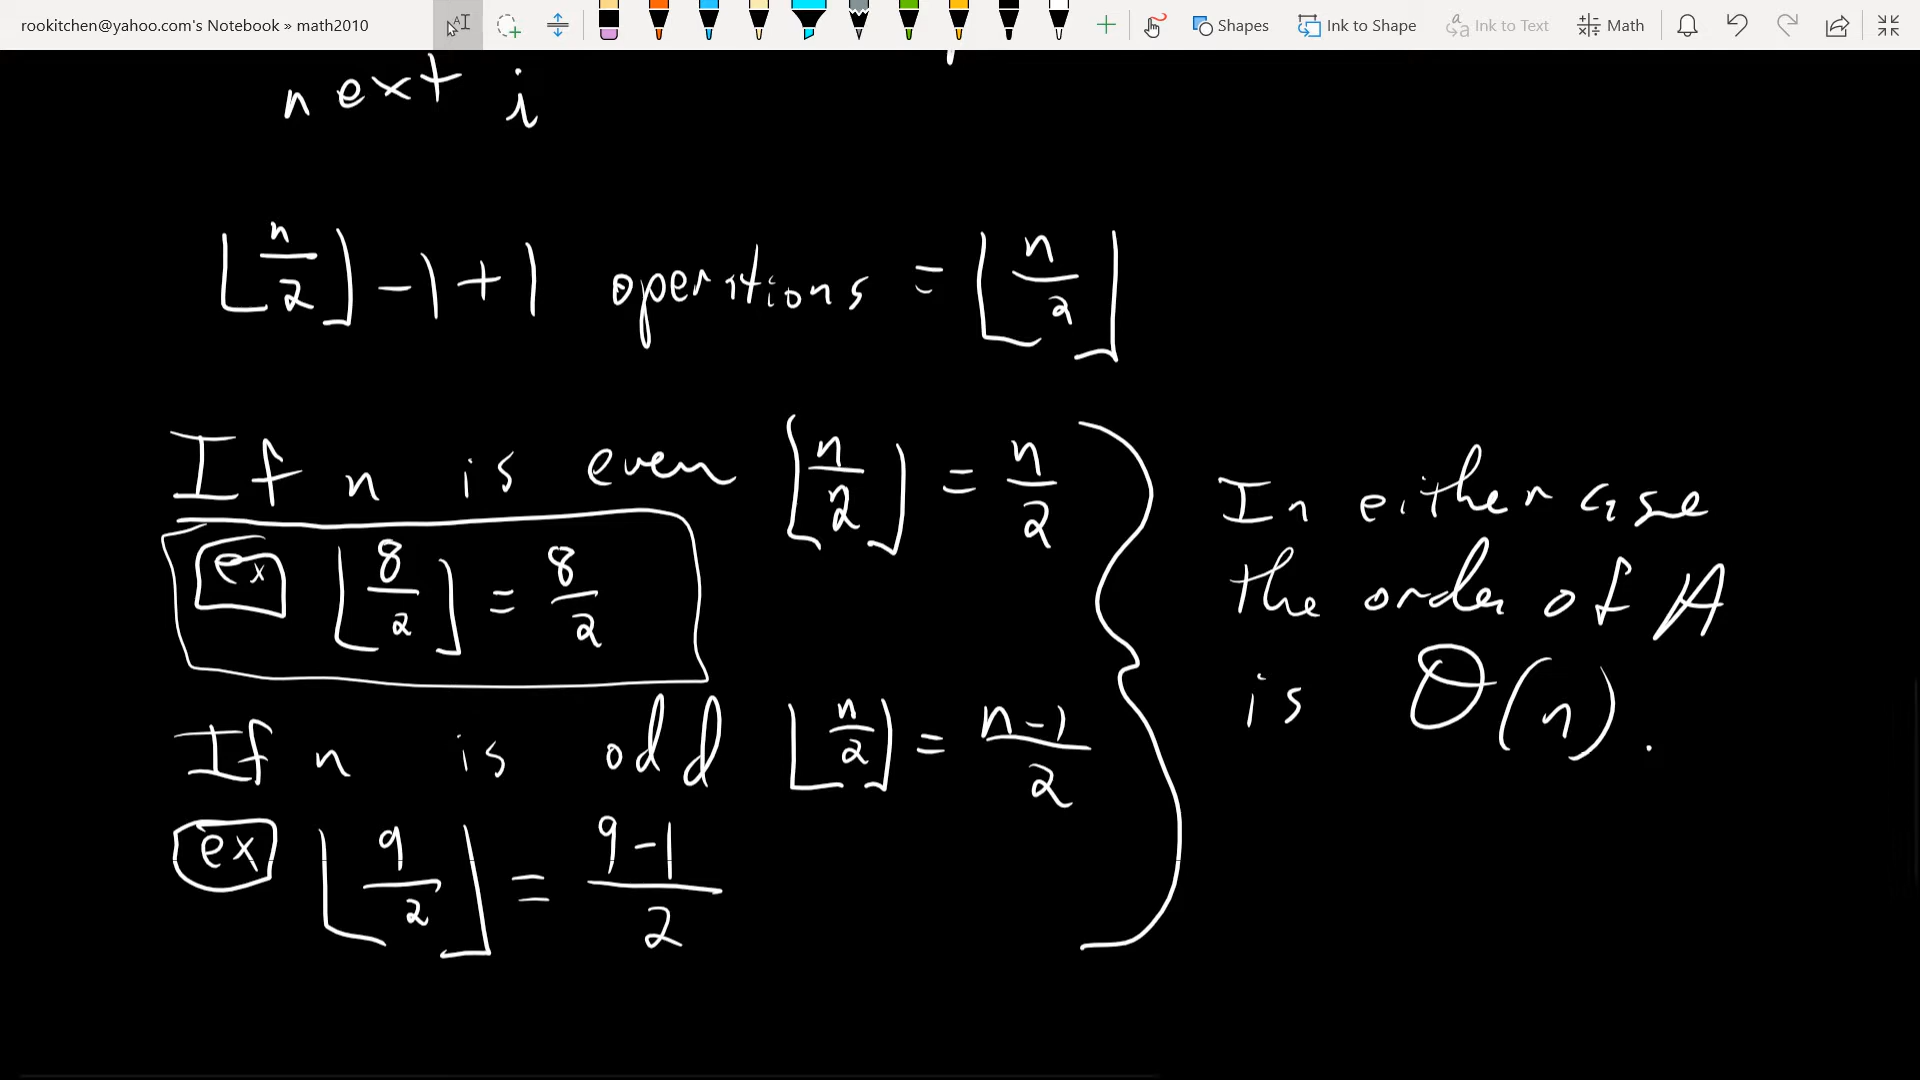 rookitchen@yahoo.com's Notebook » math2010
Shapes
Ink to Shape
Ink to Text
Math
next i
⌊n/2⌋ - 1 + 1 operations = ⌊n/2⌋
If n is even ⌊n/2⌋ = n/2
ex ⌊8/2⌋ = 8/2
If n is odd ⌊n/2⌋ = n-1/2
ex ⌊9/2⌋ = 9-1/2
In either case
the order of A
is Θ(n).